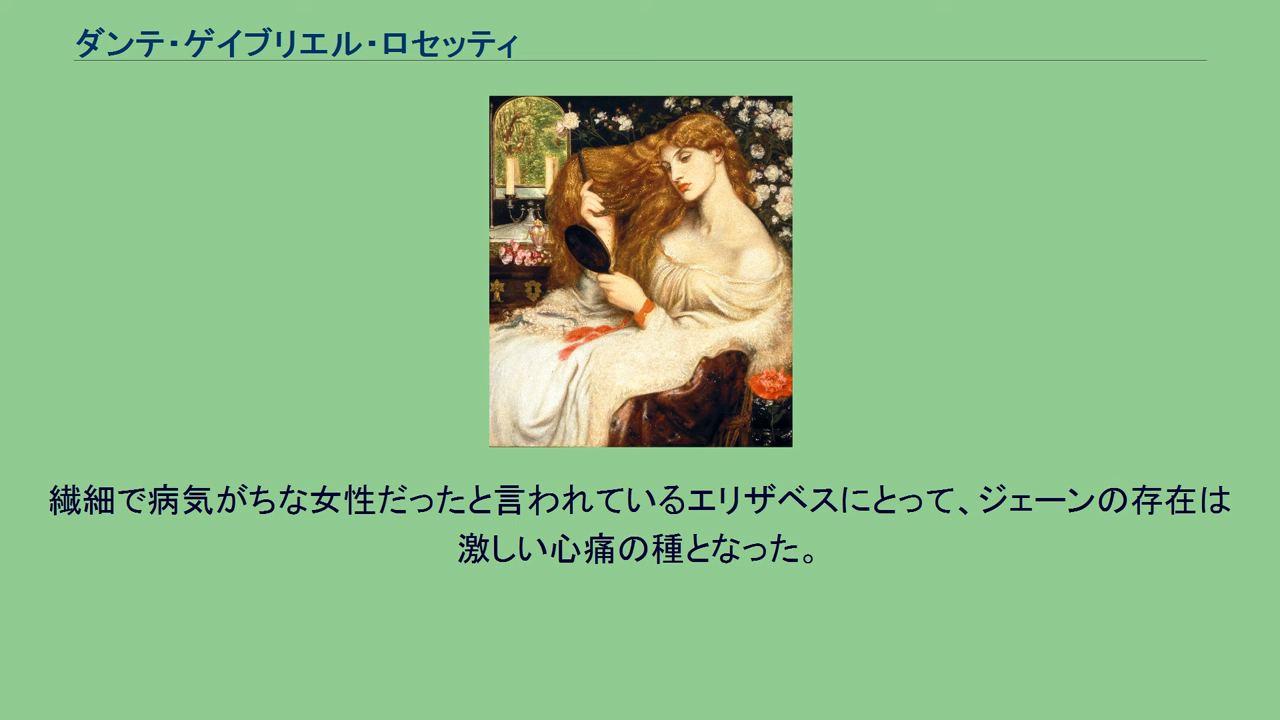 ダンテ・ゲイブリエル・ロセッティ
繊細で病気がちな女性だったと言われているエリザベスにとって、ジェーンの存在は
激しい心痛の種となった。